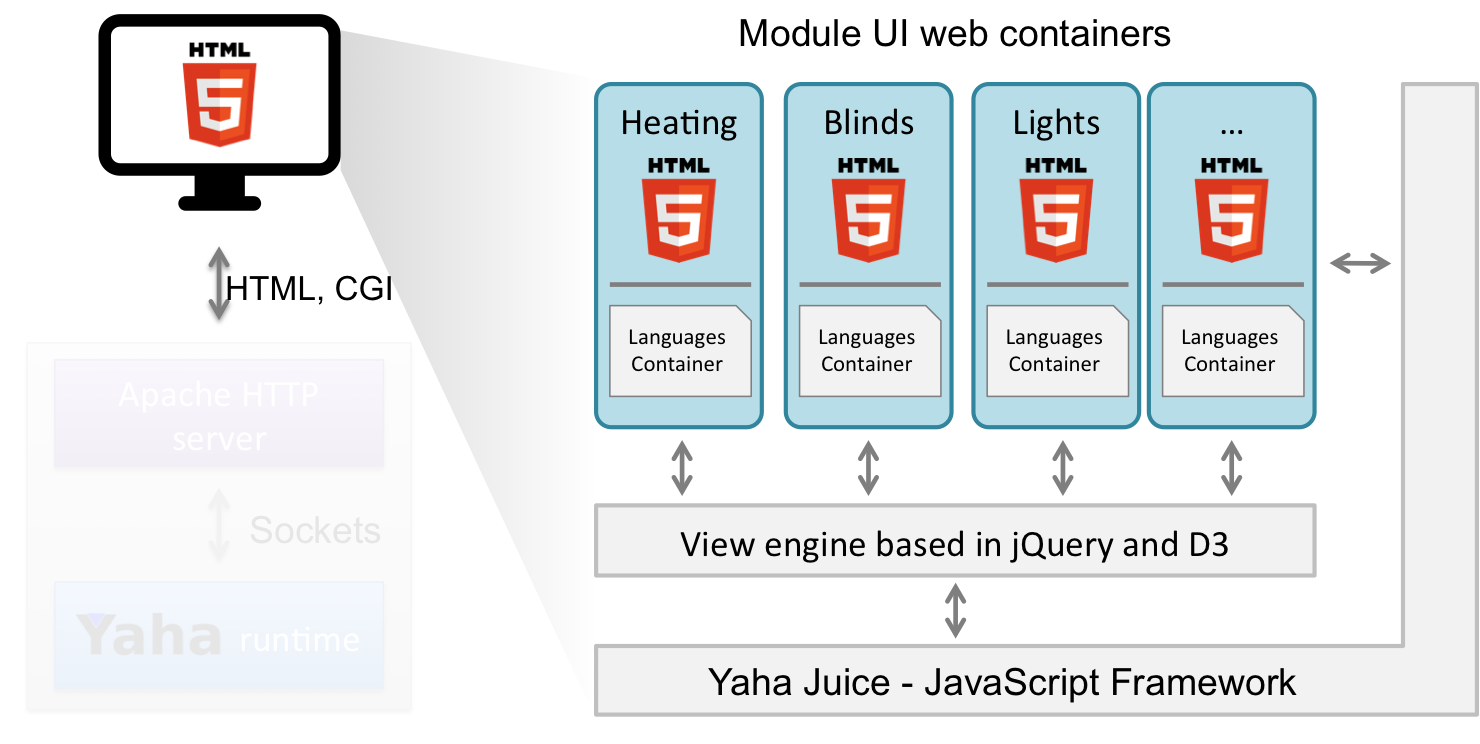 Module UI web containers
HTML
5
HTML, CGI
Apache HTTP
server
Sockets
Yaha runtime
Heating
HTML
5
Languages
Container
Blinds
HTML
5
Languages
Container
Lights
HTML
5
Languages
Container
...
HTML
5
Languages
Container
View engine based in jQuery and D3
Yaha Juice - JavaScript Framework